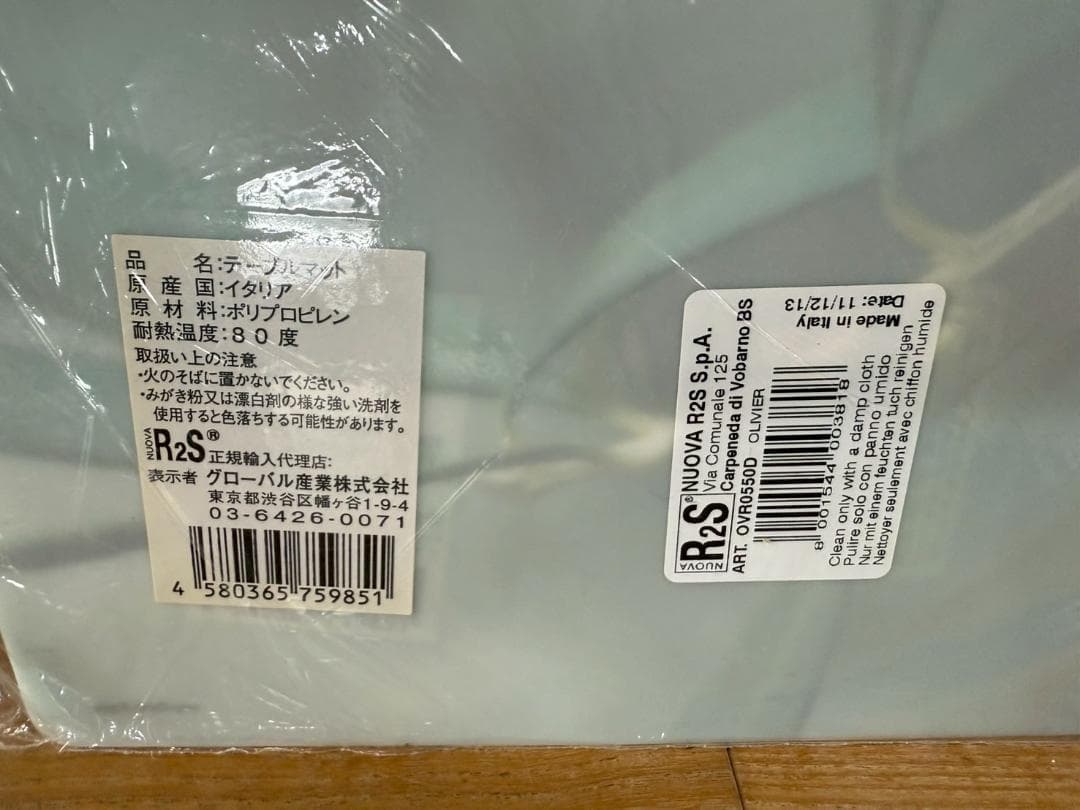 品 名:テーブルマット
原 産 国:イタリア
原 材 料:ポリプロピレン
耐熱温度:80度
取扱い上の注意
・火のそばに置かないでください。
・みがき粉又は漂白剤の様な強い洗剤を
使用すると色落ちする可能性があります。
NUOVA R2S® 正規輸入代理店:
表示者 グローバル産業株式会社
東京都渋谷区幡ヶ谷1-9-4
03-6426-0071
4 580365 759851
NUOVA R2S® NUOVA R2S S.p.A.
Via Comunale 125
Carpeneda di Vobarno BS
ART. OVR0550D OLIVIER
8 001544 003818
Made in Italy
Date: 11/12/13
Clean only with a damp cloth
Pulire solo con panno umido
Nur mit einem feuchten tuch reinigen
Nettoyer seulement avec chiffon humide